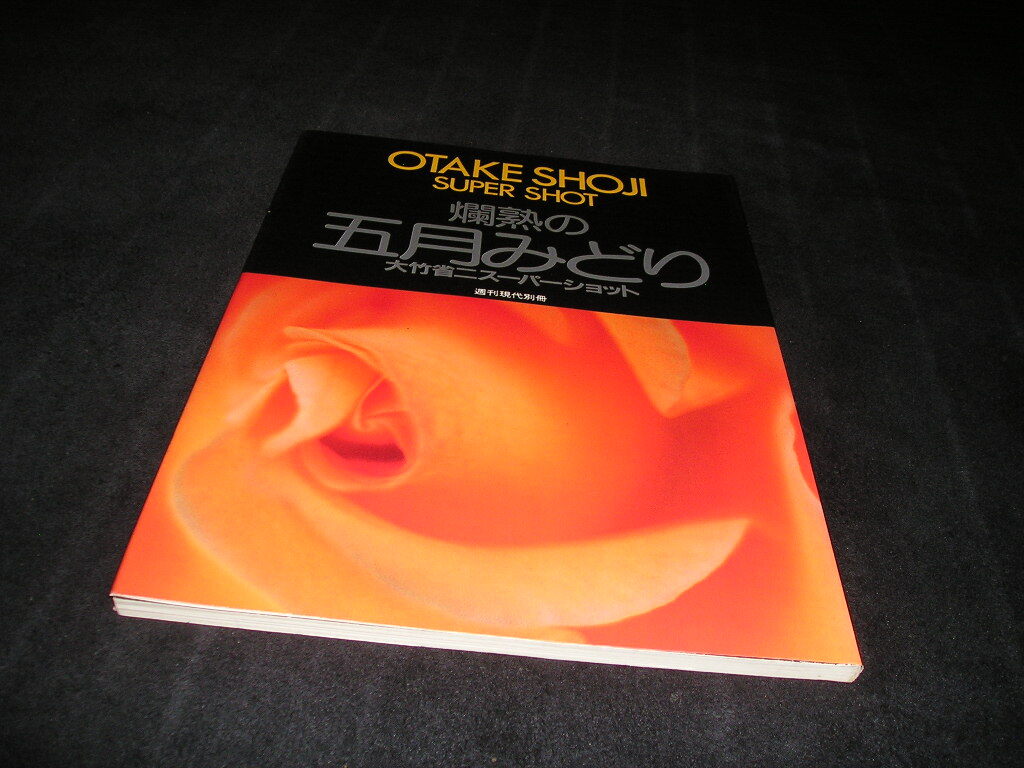 OTAKE SHOJI
SUPER SHOT
爛熟の
五月みどり
大竹省二スーパーショット
週刊現代別冊